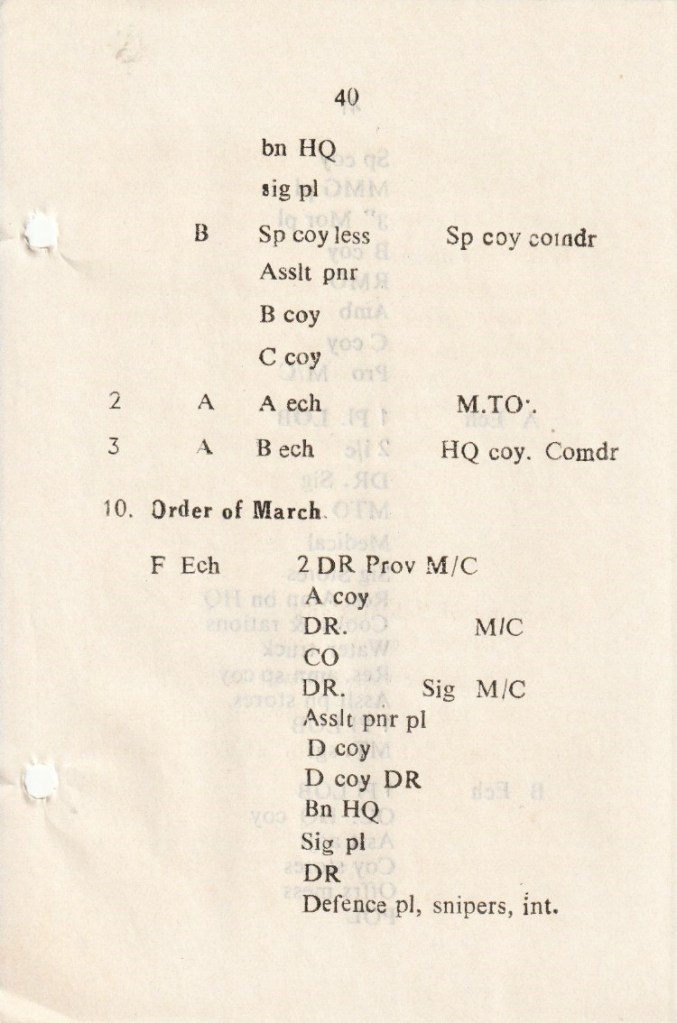 40
bn HQ
sig pl
B Sp coy less Sp coy comdr
Asslt pnr
B coy
C coy
2 A A ech M.TO.
3 A B ech HQ coy. Comdr
10. Order of March.
F Ech 2 DR Prov M/C
A coy
DR. M/C
CO
DR. Sig M/C
Asslt pnr pl
D coy
D coy DR
Bn HQ
Sig pl
DR
Defence pl, snipers, int.